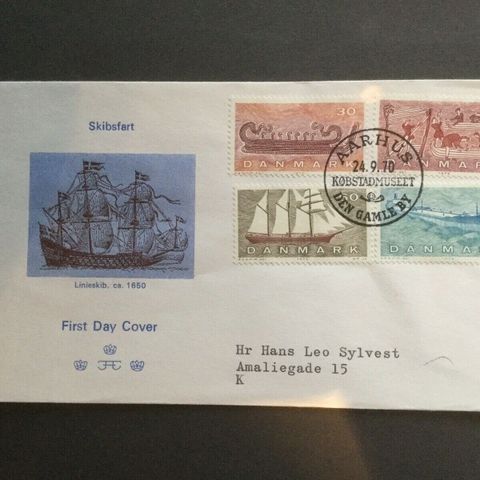 Skibsfart
Linieskib, ca. 1650
First Day Cover
30
DANMARK
DANMARK
DANMARK
AARHUS
24.9.70
KØBSTADMUSEET
DEN GAMLE BY
Hr Hans Leo Sylvest
Amaliegade 15
K